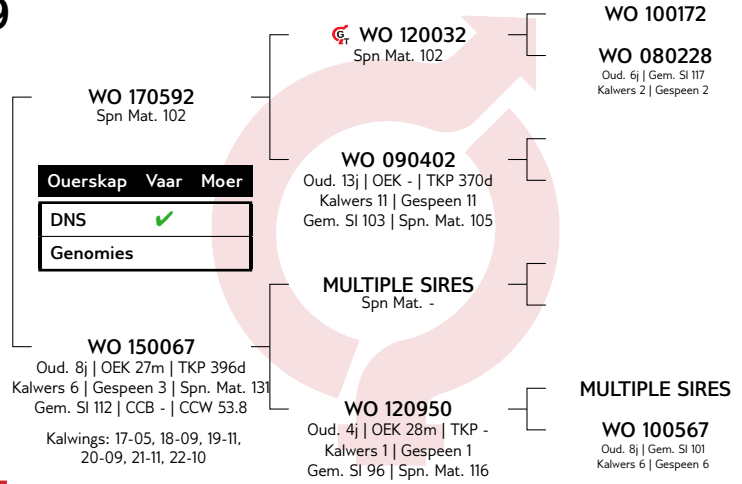 9
WO 170592
Spn Mat. 102
Ouerskap Vaar Moer
DNS ✔
Genomies
WO 150067
Oud. 8j | OEK 27m | TKP 396d
Kalwers 6 | Gespeen 3 | Spn. Mat. 131
Gem. SI 112 | CCB - | CCW 53.8
Kalwings: 17-05, 18-09, 19-11,
20-09, 21-11, 22-10
GT WO 120032
Spn Mat. 102
WO 090402
Oud. 13j | OEK - | TKP 370d
Kalwers 11 | Gespeen 11
Gem. SI 103 | Spn. Mat. 105
MULTIPLE SIRES
Spn Mat. -
WO 120950
Oud. 4j | OEK 28m | TKP -
Kalwers 1 | Gespeen 1
Gem. SI 96 | Spn. Mat. 116
WO 100172
WO 080228
Oud. 6j | Gem. SI 117
Kalwers 2 | Gespeen 2
MULTIPLE SIRES
WO 100567
Oud. 8j | Gem. SI 101
Kalwers 6 | Gespeen 6